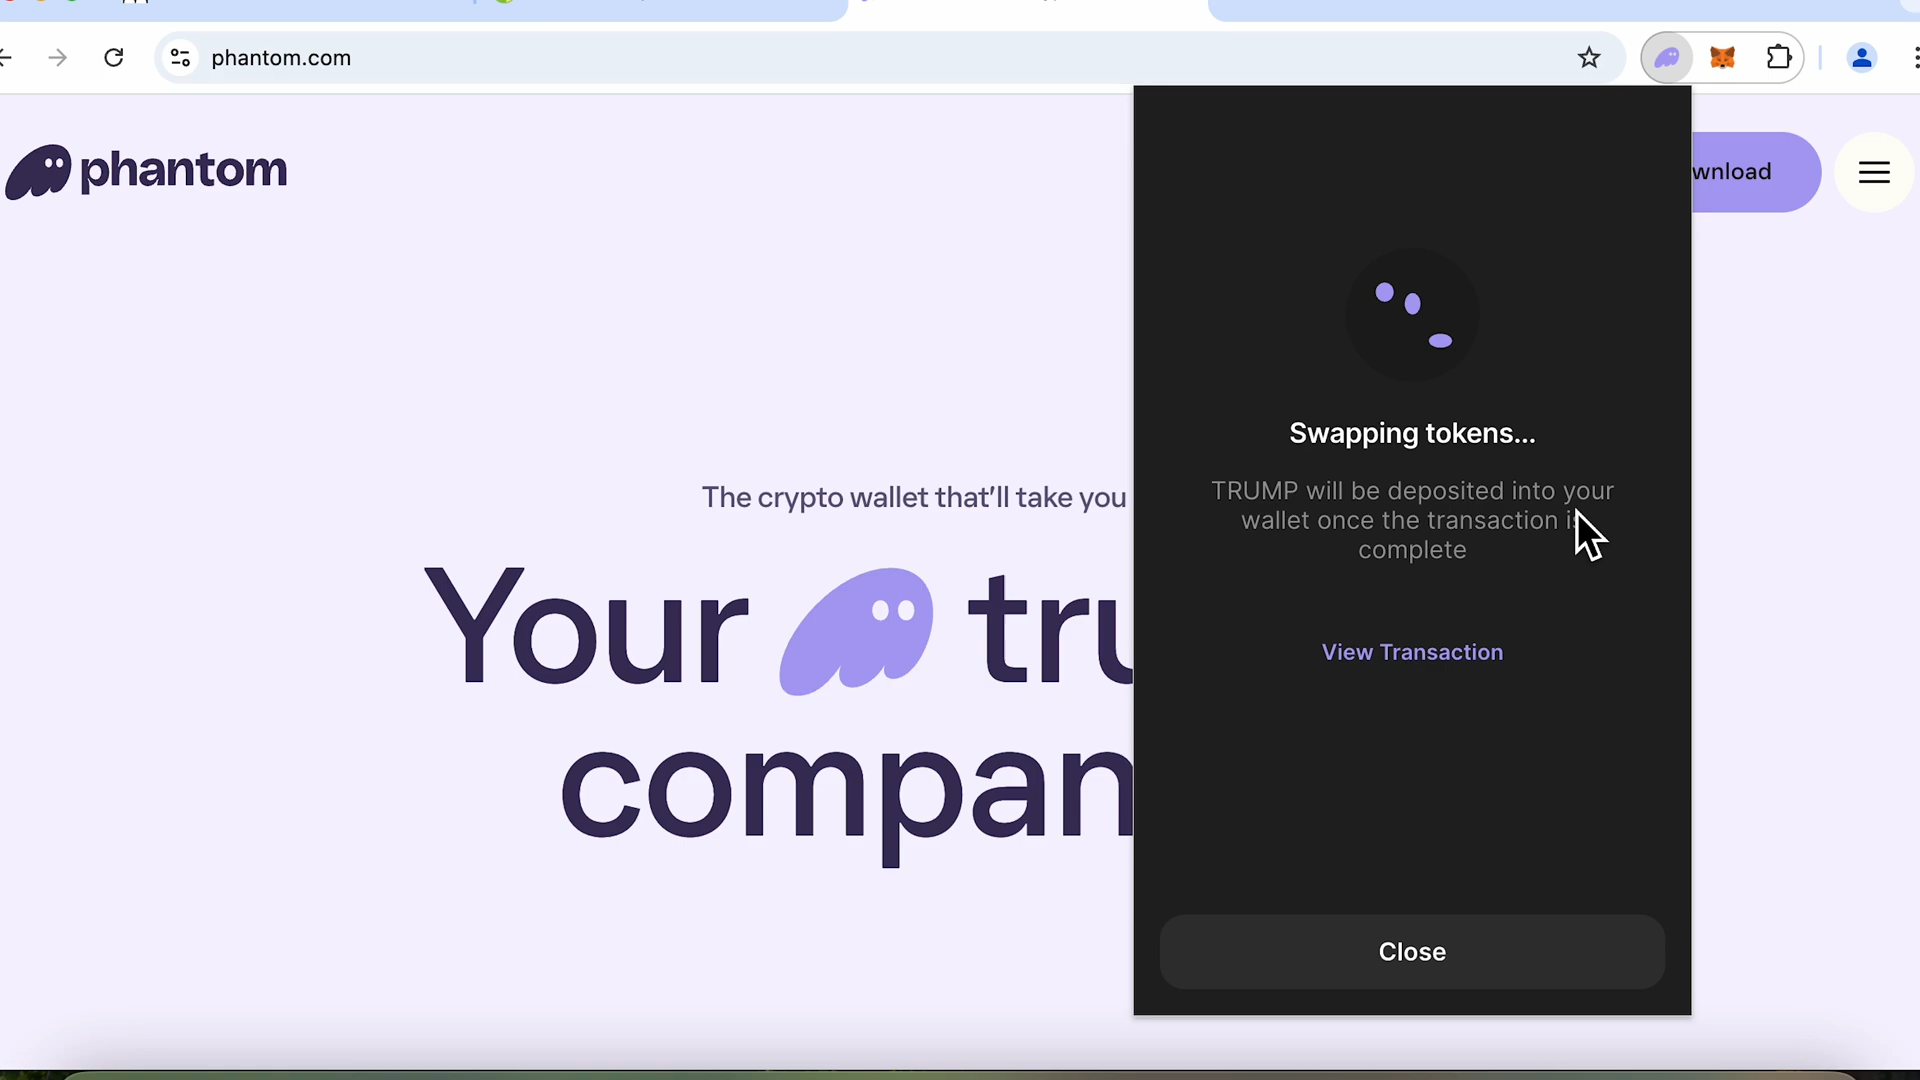 phantom.com
phantom
wnload
The crypto wallet that'll take you
Your tru
compan
Swapping tokens...
TRUMP will be deposited into your
wallet once the transaction is
complete
View Transaction
Close